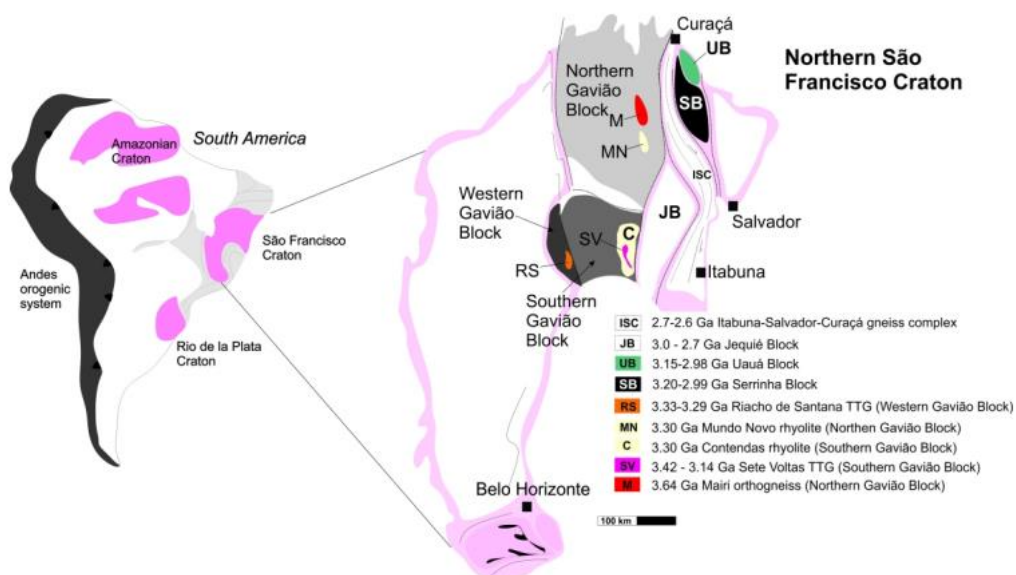 South America
Amazonian
Craton
São Francisco
Craton
Andes
orogenic
system
Rio de la Plata
Craton
Northern São
Francisco Craton
Curaçá
UB
Northern
Gavião
Block
M
SB
MN
ISC
Western
Gavião
Block
JB
Salvador
C
SV
RS
Itabuna
Southern
Gavião
Block
ISC 2.7-2.6 Ga Itabuna-Salvador-Curaçá gneiss complex
JB 3.0 - 2.7 Ga Jequié Block
UB 3.15-2.98 Ga Uauá Block
SB 3.20-2.99 Ga Serrinha Block
RS 3.33-3.29 Ga Riacho de Santana TTG (Western Gavião Block)
MN 3.30 Ga Mundo Novo rhyolite (Northen Gavião Block)
C 3.30 Ga Contendas rhyolite (Southern Gavião Block)
SV 3.42 - 3.14 Ga Sete Voltas TTG (Southern Gavião Block)
M 3.64 Ga Mairi orthogneiss (Northern Gavião Block)
Belo Horizonte
100 km